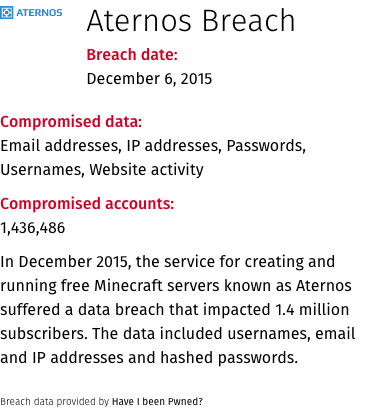 ATERNOS
Aternos Breach
Breach date:
December 6, 2015
Compromised data:
Email addresses, IP addresses, Passwords,
Usernames, Website activity
Compromised accounts:
1,436,486
In December 2015, the service for creating and
running free Minecraft servers known as Aternos
suffered a data breach that impacted 1.4 million
subscribers. The data included usernames, email
and IP addresses and hashed passwords.
Breach data provided by Have I been Pwned?